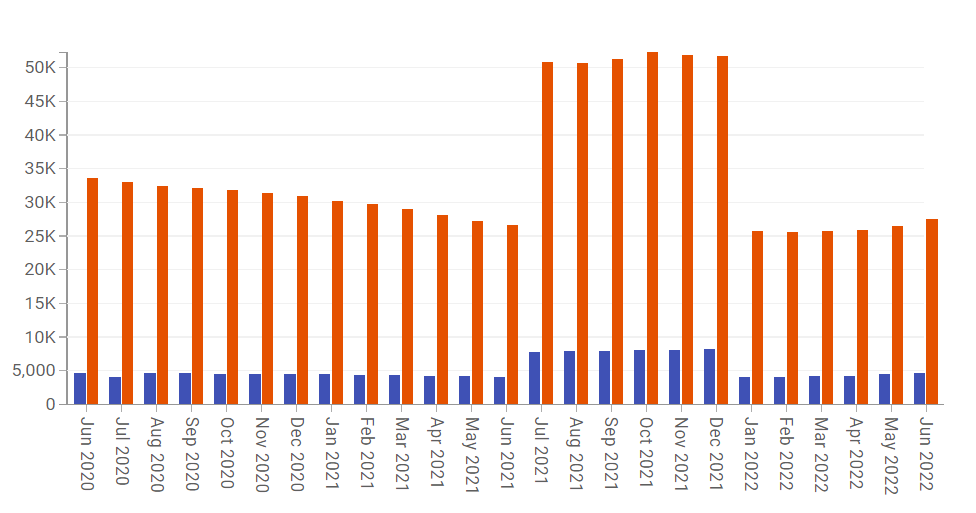 50K
45K
40K
35K
30K
25K
20K
15K
10K
5,000
0
Jun 2020
Jul 2020
Aug 2020
Sep 2020
Oct 2020
Nov 2020
Dec 2020
Jan 2021
Feb 2021
Mar 2021
Apr 2021
May 2021
Jun 2021
Jul 2021
Aug 2021
Sep 2021
Oct 2021
Nov 2021
Dec 2021
Jan 2022
Feb 2022
Mar 2022
Apr 2022
May 2022
Jun 2022